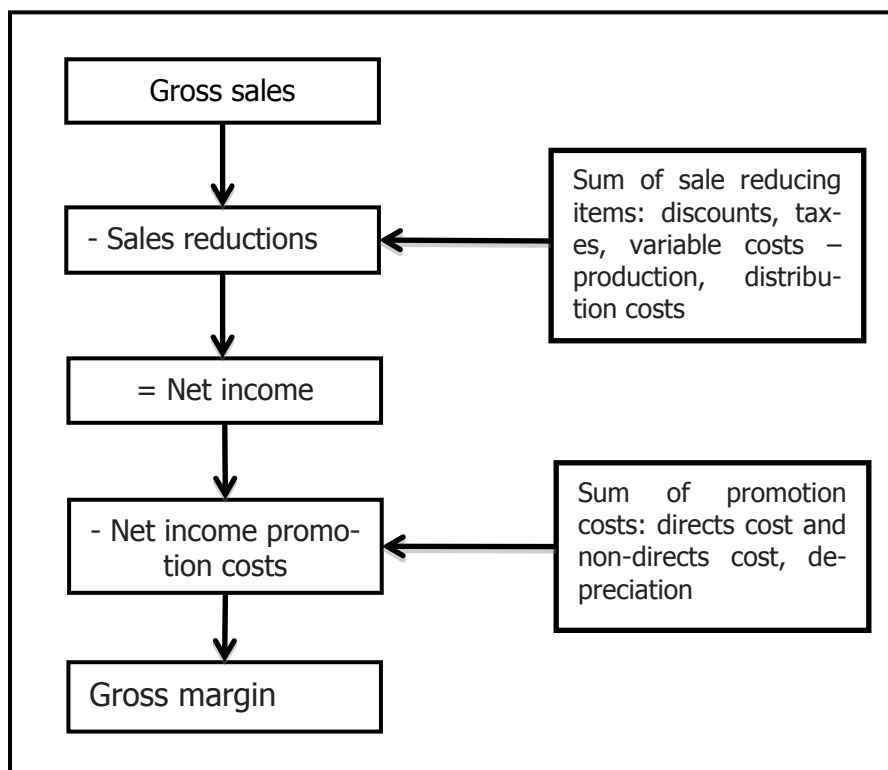 Gross sales
- Sales reductions
Sum of sale reducing
items: discounts, tax-
es, variable costs –
production, distribu-
tion costs
= Net income
- Net income promo-
tion costs
Sum of promotion
costs: directs cost and
non-directs cost, de-
preciation
Gross margin